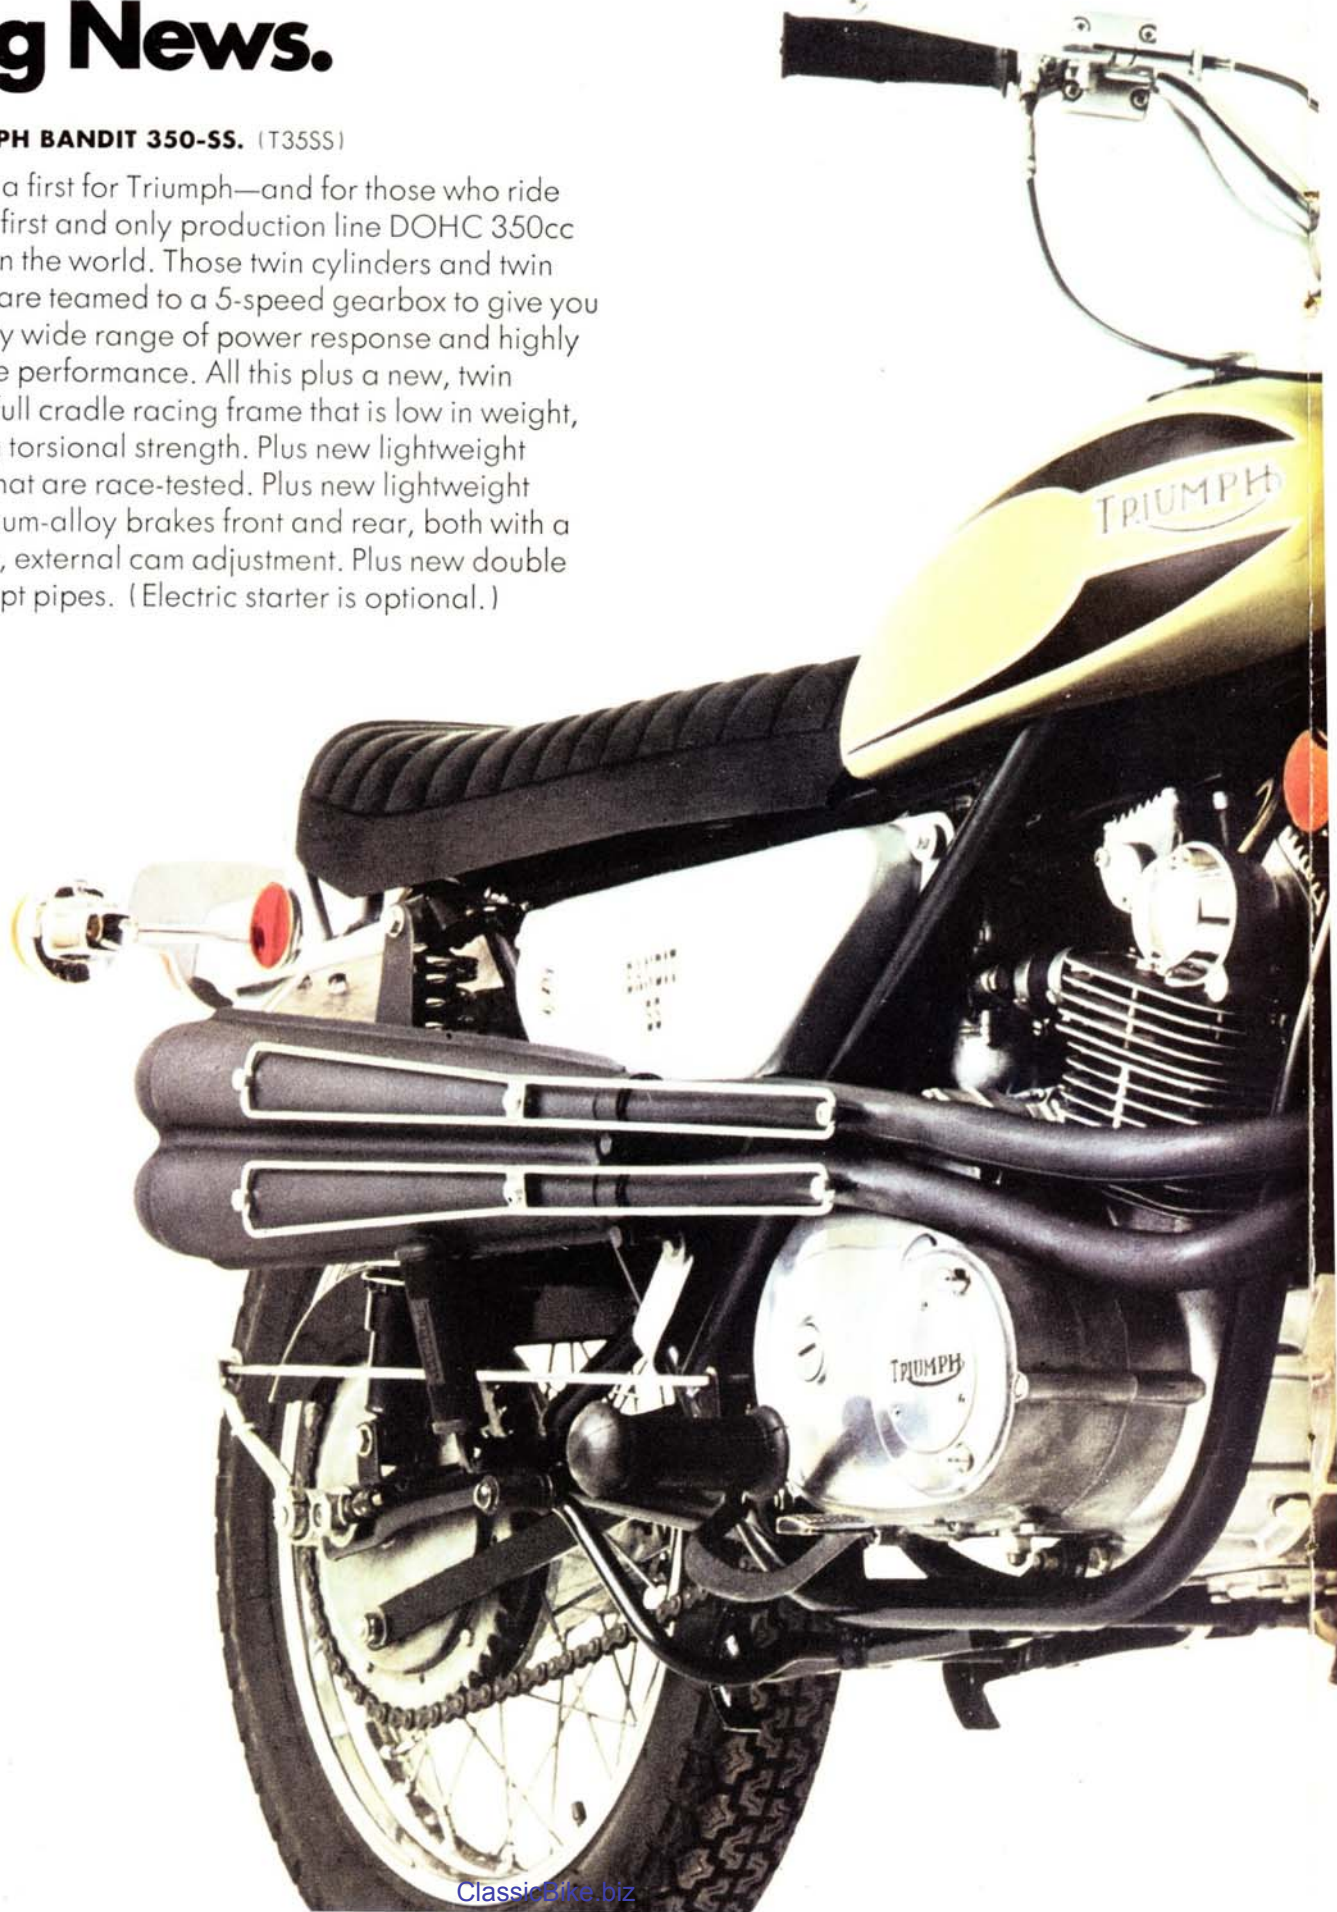 g News.
PH BANDIT 350-SS. (T35SS)
a first for Triumph—and for those who ride
first and only production line DOHC 350cc
n the world. Those twin cylinders and twin
are teamed to a 5-speed gearbox to give you
y wide range of power response and highly
e performance. All this plus a new, twin
ull cradle racing frame that is low in weight,
torsional strength. Plus new lightweight
hat are race-tested. Plus new lightweight
um-alloy brakes front and rear, both with a
, external cam adjustment. Plus new double
pt pipes. (Electric starter is optional.)
TRIUMPH
TRIUMPH
ClassicBike.biz